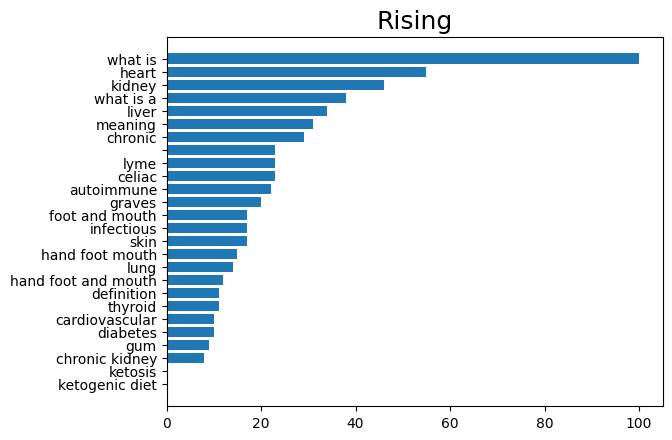 Rising
what is
heart
kidney
what is a
liver
meaning
chronic
lyme
celiac
autoimmune
graves
foot and mouth
infectious
skin
hand foot mouth
lung
hand foot and mouth
definition
thyroid
cardiovascular
diabetes
gum
chronic kidney
ketosis
ketogenic diet
0 20 40 60 80 100